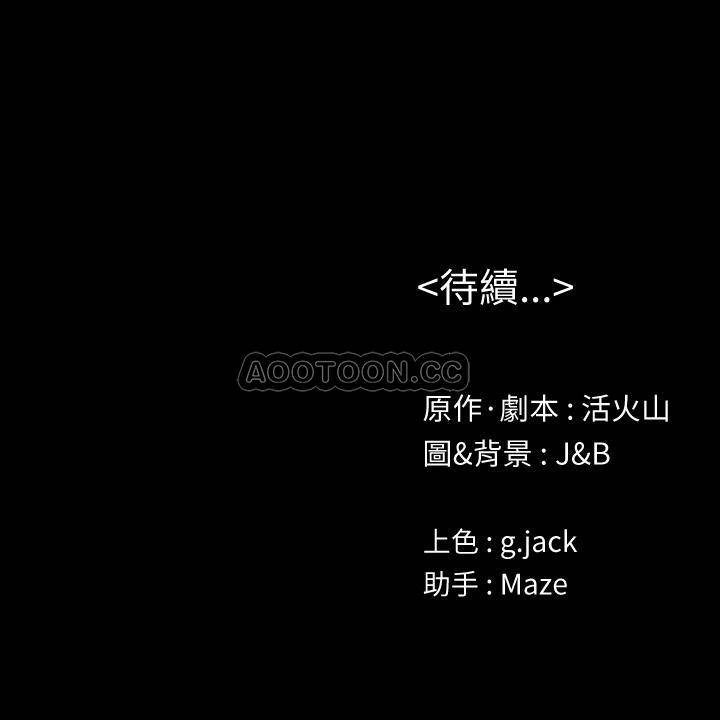 <待續...>
AOOTOON.CC
原作·劇本 : 活火山
圖&背景 : J&B
上色 : g.jack
助手 : Maze